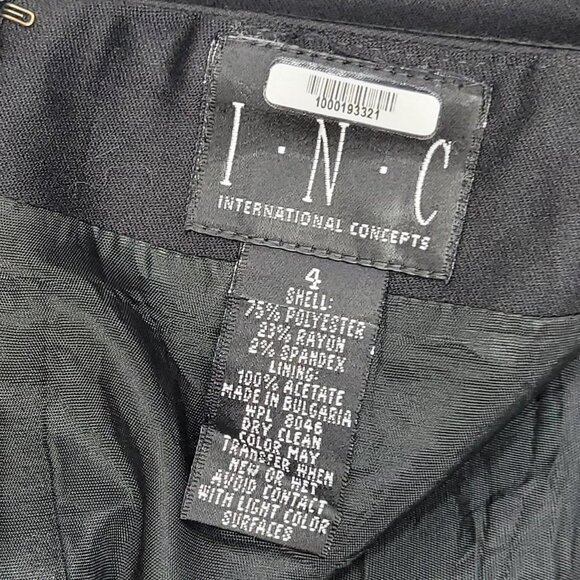 1000193321
I·N·C
INTERNATIONAL CONCEPTS
4
SHELL:
75% POLYESTER
23% RAYON
2% SPANDEX
LINING:
100% ACETATE
MADE IN BULGARIA
WPL 8046
DRY CLEAN
COLOR MAY
TRANSFER WHEN
NEW OR WET
AVOID CONTACT
WITH LIGHT COLOR
SURFACES